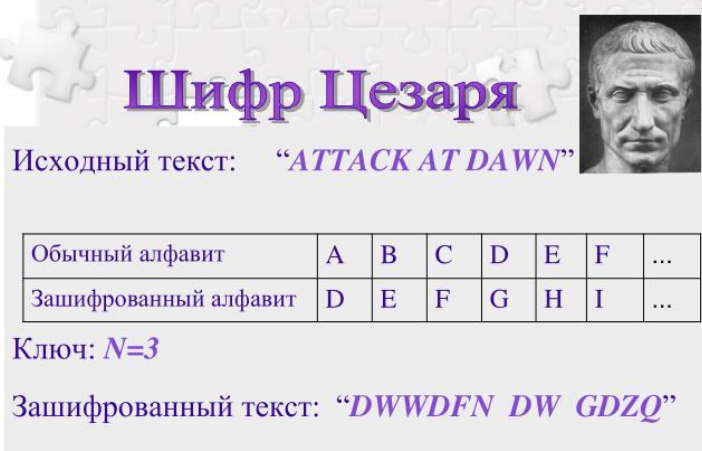 Шифр Цезаря
Исходный текст: “ATTACK AT DAWN”
Обычный алфавит A B C D E F ...
Зашифрованный алфавит D E F G H I ...
Ключ: N=3
Зашифрованный текст: “DWWDFN DW GDZQ”